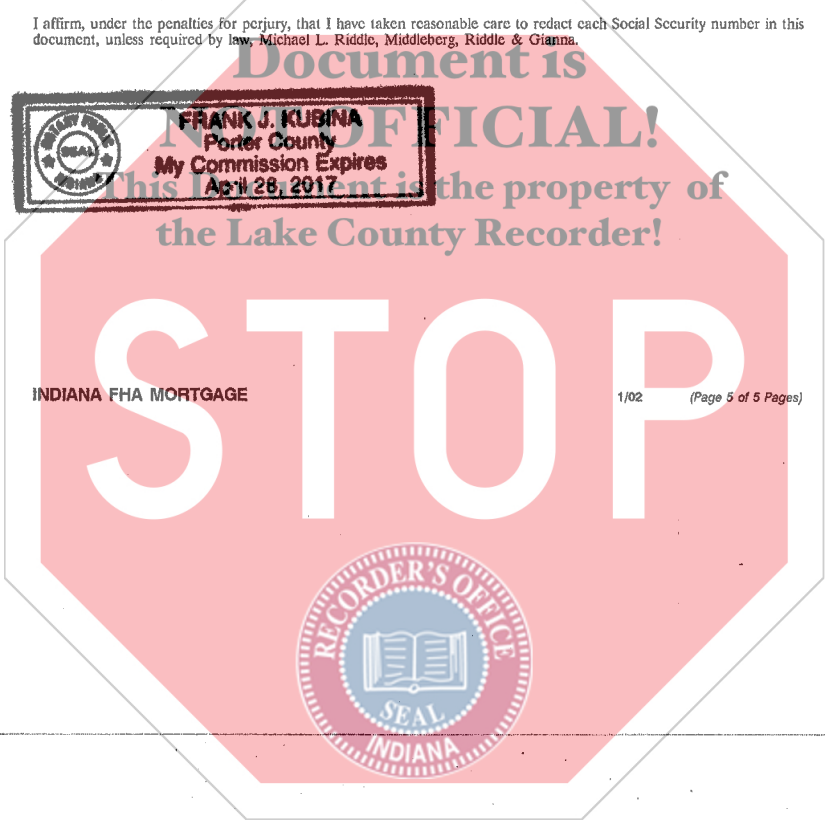 I affirm, under the penalties for perjury, that I have taken reasonable care to redact each Social Security number in this
document, unless required by law, Michael L. Riddle, Middleberg, Riddle & Gianna.
Document is
NOT OFFICIAL!
This Document is the property of
the Lake County Recorder!
NOTARY PUBLIC
SEAL
INDIANA
FRANK J. KUBINA
Porter County
My Commission Expires
April 28, 2017
STOP
INDIANA FHA MORTGAGE
1/02
(Page 5 of 5 Pages)
RECORDER'S OFFICE
SEAL
INDIANA